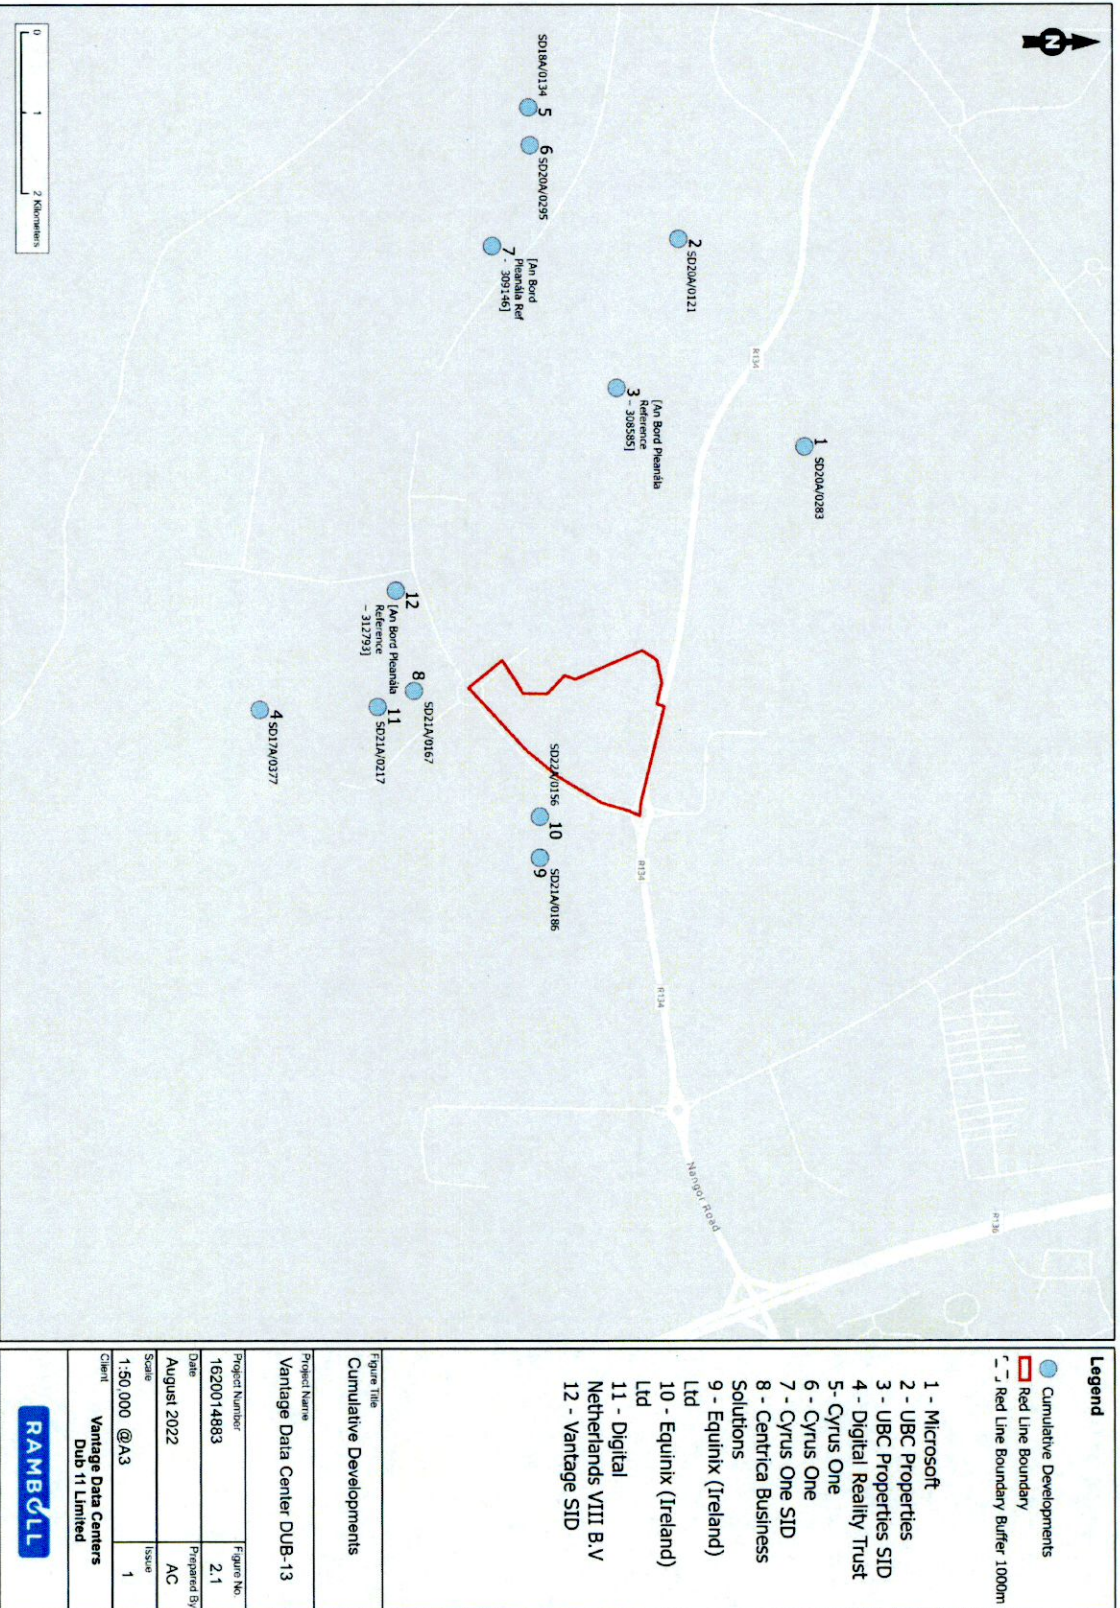 N
SD18A/0134
5
6
SD20A/0295
7
[An Bord
Pleanála Ref
- 309146]
2
SD20A/0121
3
[An Bord Pleanála
Reference
- 308585]
1
SD20A/0283
R134
12
[An Bord Pleanála
Reference
- 312793]
8
SD21A/0167
11
SD21A/0217
4
SD17A/0377
SD22A/0156
10
9
SD21A/0186
R134
R134
Nangor Road
R136
0
1
2 Kilometers
Legend
Cumulative Developments
Red Line Boundary
Red Line Boundary Buffer 1000m
1 - Microsoft
2 - UBC Properties
3 - UBC Properties SID
4 - Digital Reality Trust
5- Cyrus One
6 - Cyrus One
7 - Cyrus One SID
8 - Centrica Business
Solutions
9 - Equinix (Ireland)
Ltd
10 - Equinix (Ireland)
Ltd
11 - Digital
Netherlands VIII B.V
12 - Vantage SID
Figure Title
Cumulative Developments
Project Name
Vantage Data Center DUB-13
Project Number
1620014883
Figure No.
2.1
Date
August 2022
Prepared By
AC
Scale
1:50,000 @A3
Issue
1
Client
Vantage Data Centers
Dub 11 Limited
RAMBOLL